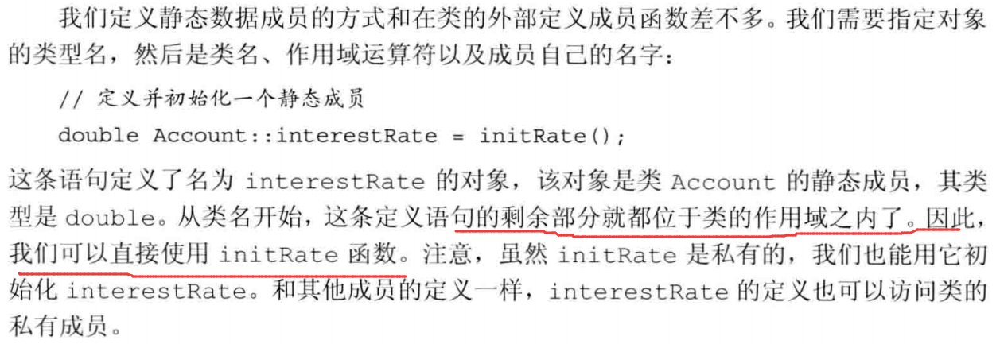 我们定义静态数据成员的方式和在类的外部定义成员函数差不多。我们需要指定对象
的类型名，然后是类名、作用域运算符以及成员自己的名字：
// 定义并初始化一个静态成员
double Account::interestRate = initRate();
这条语句定义了名为 interestRate 的对象，该对象是类 Account 的静态成员，其类
型是 double。从类名开始，这条定义语句的剩余部分就都位于类的作用域之内了。因此，
我们可以直接使用 initRate 函数。注意，虽然 initRate 是私有的，我们也能用它初
始化 interestRate。和其他成员的定义一样，interestRate 的定义也可以访问类的
私有成员。